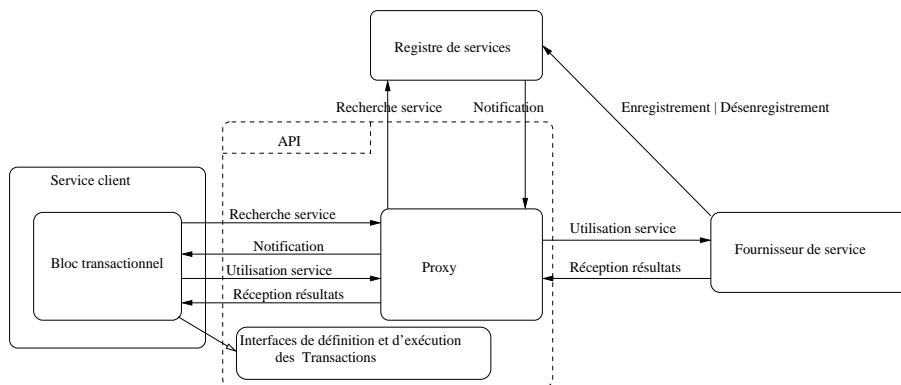 Registre de services
Recherche service
Notification
Enregistrement | Désenregistrement
API
Service client
Bloc transactionnel
Recherche service
Notification
Utilisation service
Réception résultats
Proxy
Utilisation service
Réception résultats
Fournisseur de service
Interfaces de définition et d'exécution
des Transactions